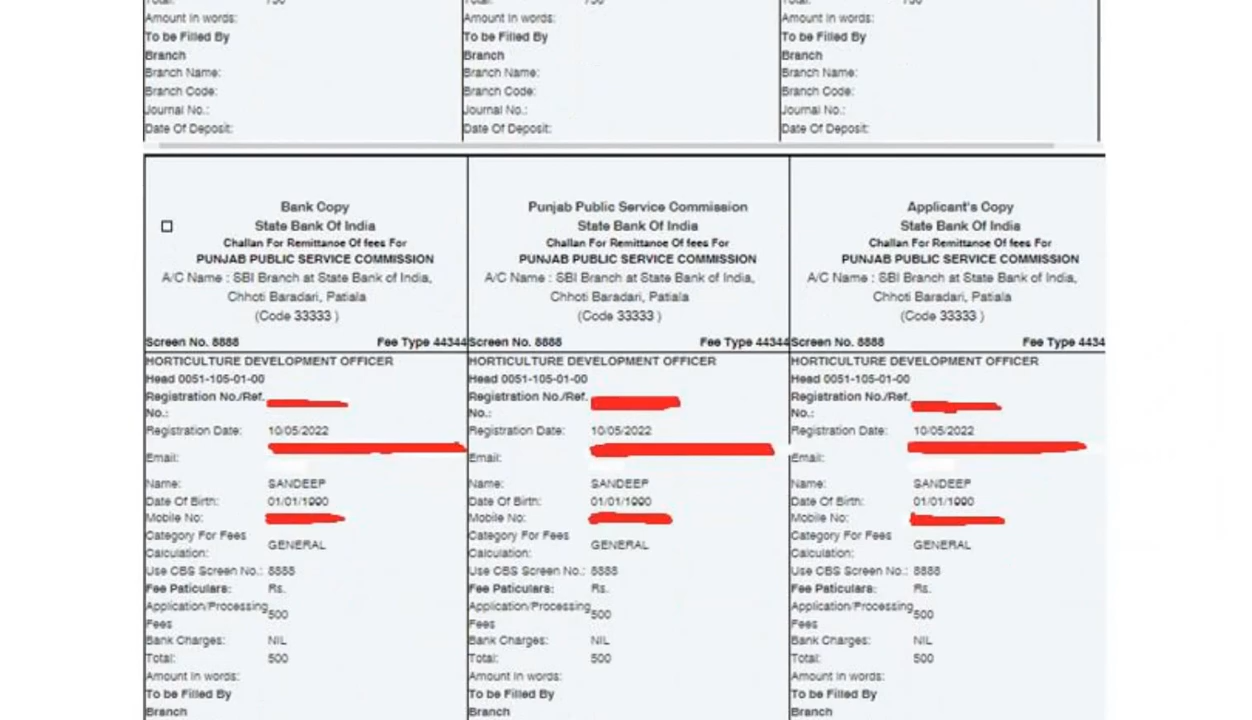 Total: 750
Amount in words:
To be Filled By
Branch
Branch Name:
Branch Code:
Journal No.:
Date Of Deposit:
Total: 750
Amount in words:
To be Filled By
Branch
Branch Name:
Branch Code:
Journal No.:
Date Of Deposit:
Total: 750
Amount in words:
To be Filled By
Branch
Branch Name:
Branch Code:
Journal No.:
Date Of Deposit:
Bank Copy
State Bank Of India
Challan For Remittance Of fees For
PUNJAB PUBLIC SERVICE COMMISSION
A/C Name : SBI Branch at State Bank of India,
Chhoti Baradari, Patiala
(Code 33333 )
Screen No. 8888 Fee Type 44344
HORTICULTURE DEVELOPMENT OFFICER
Head 0051-105-01-00
Registration No./Ref.
No.:
Registration Date: 10/05/2022
Email:
Name: SANDEEP
Date Of Birth: 01/01/1990
Mobile No:
Category For Fees
Calculation: GENERAL
Use CBS Screen No.: 8888
Fee Paticulars: Rs.
Application/Processing
Fees 500
Bank Charges: NIL
Total: 500
Amount in words:
To be Filled By
Branch
Punjab Public Service Commission
State Bank Of India
Challan For Remittance Of fees For
PUNJAB PUBLIC SERVICE COMMISSION
A/C Name : SBI Branch at State Bank of India,
Chhoti Baradari, Patiala
(Code 33333 )
Screen No. 8888 Fee Type 44344
HORTICULTURE DEVELOPMENT OFFICER
Head 0051-105-01-00
Registration No./Ref.
No.:
Registration Date: 10/05/2022
Email:
Name: SANDEEP
Date Of Birth: 01/01/1990
Mobile No:
Category For Fees
Calculation: GENERAL
Use CBS Screen No.: 8888
Fee Paticulars: Rs.
Application/Processing
Fees 500
Bank Charges: NIL
Total: 500
Amount in words:
To be Filled By
Branch
Applicant's Copy
State Bank Of India
Challan For Remittance Of fees For
PUNJAB PUBLIC SERVICE COMMISSION
A/C Name : SBI Branch at State Bank of India,
Chhoti Baradari, Patiala
(Code 33333 )
Screen No. 8888 Fee Type 4434
HORTICULTURE DEVELOPMENT OFFICER
Head 0051-105-01-00
Registration No./Ref.
No.:
Registration Date: 10/05/2022
Email:
Name: SANDEEP
Date Of Birth: 01/01/1990
Mobile No:
Category For Fees
Calculation: GENERAL
Use CBS Screen No.: 8888
Fee Paticulars: Rs.
Application/Processing
Fees 500
Bank Charges: NIL
Total: 500
Amount in words:
To be Filled By
Branch